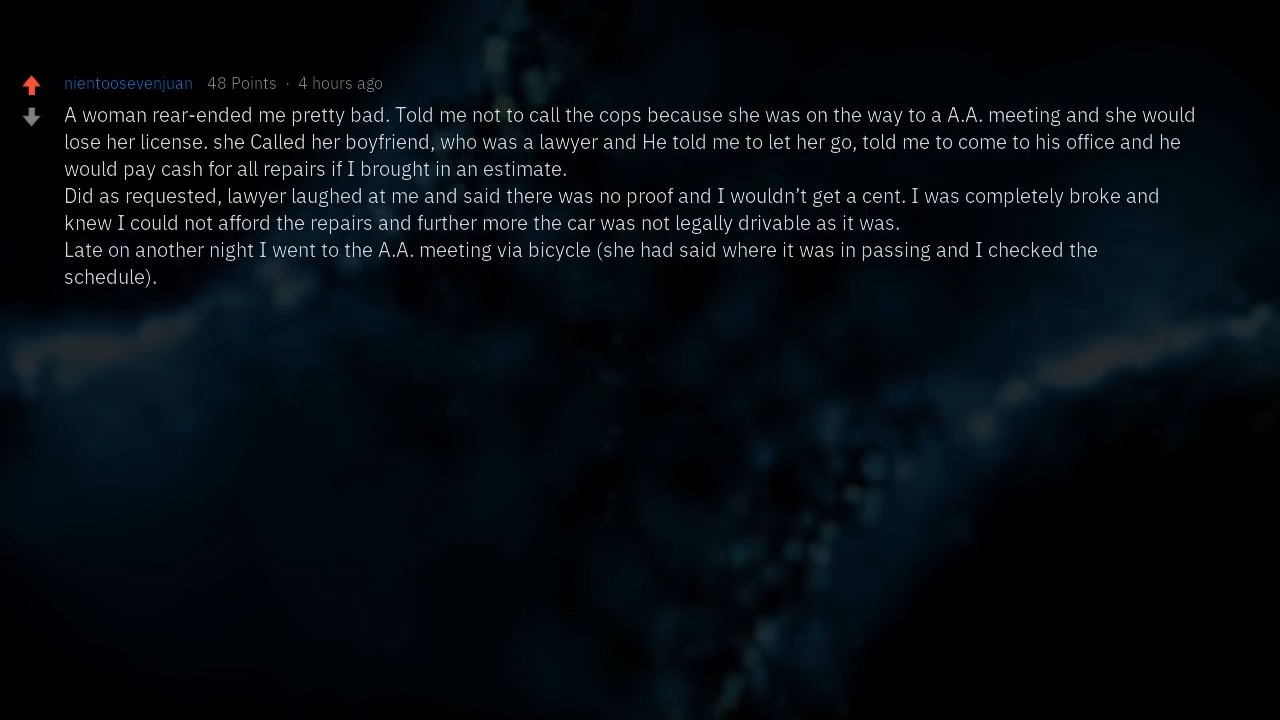 nientoosevenjuan 48 Points · 4 hours ago
A woman rear-ended me pretty bad. Told me not to call the cops because she was on the way to a A.A. meeting and she would
lose her license. she Called her boyfriend, who was a lawyer and He told me to let her go, told me to come to his office and he
would pay cash for all repairs if I brought in an estimate.
Did as requested, lawyer laughed at me and said there was no proof and I wouldn’t get a cent. I was completely broke and
knew I could not afford the repairs and further more the car was not legally drivable as it was.
Late on another night I went to the A.A. meeting via bicycle (she had said where it was in passing and I checked the
schedule).